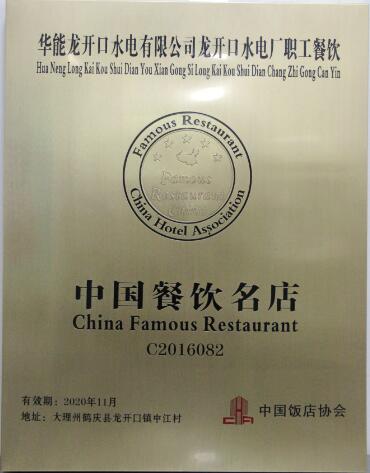 华能龙开口水电有限公司龙开口水电厂职工餐饮
Hua Neng Long Kai Kou Shui Dian You Xian Gong Si Long Kai Kou Shui Dian Chang Zhi Gong Can Yin
Famous Restaurant
Famous
Restaurant
China
China Hotel Association
中国餐饮名店
China Famous Restaurant
C2016082
有效期：2020年11月
地址：大理州鹤庆县龙开口镇中江村
CHA
中国饭店协会